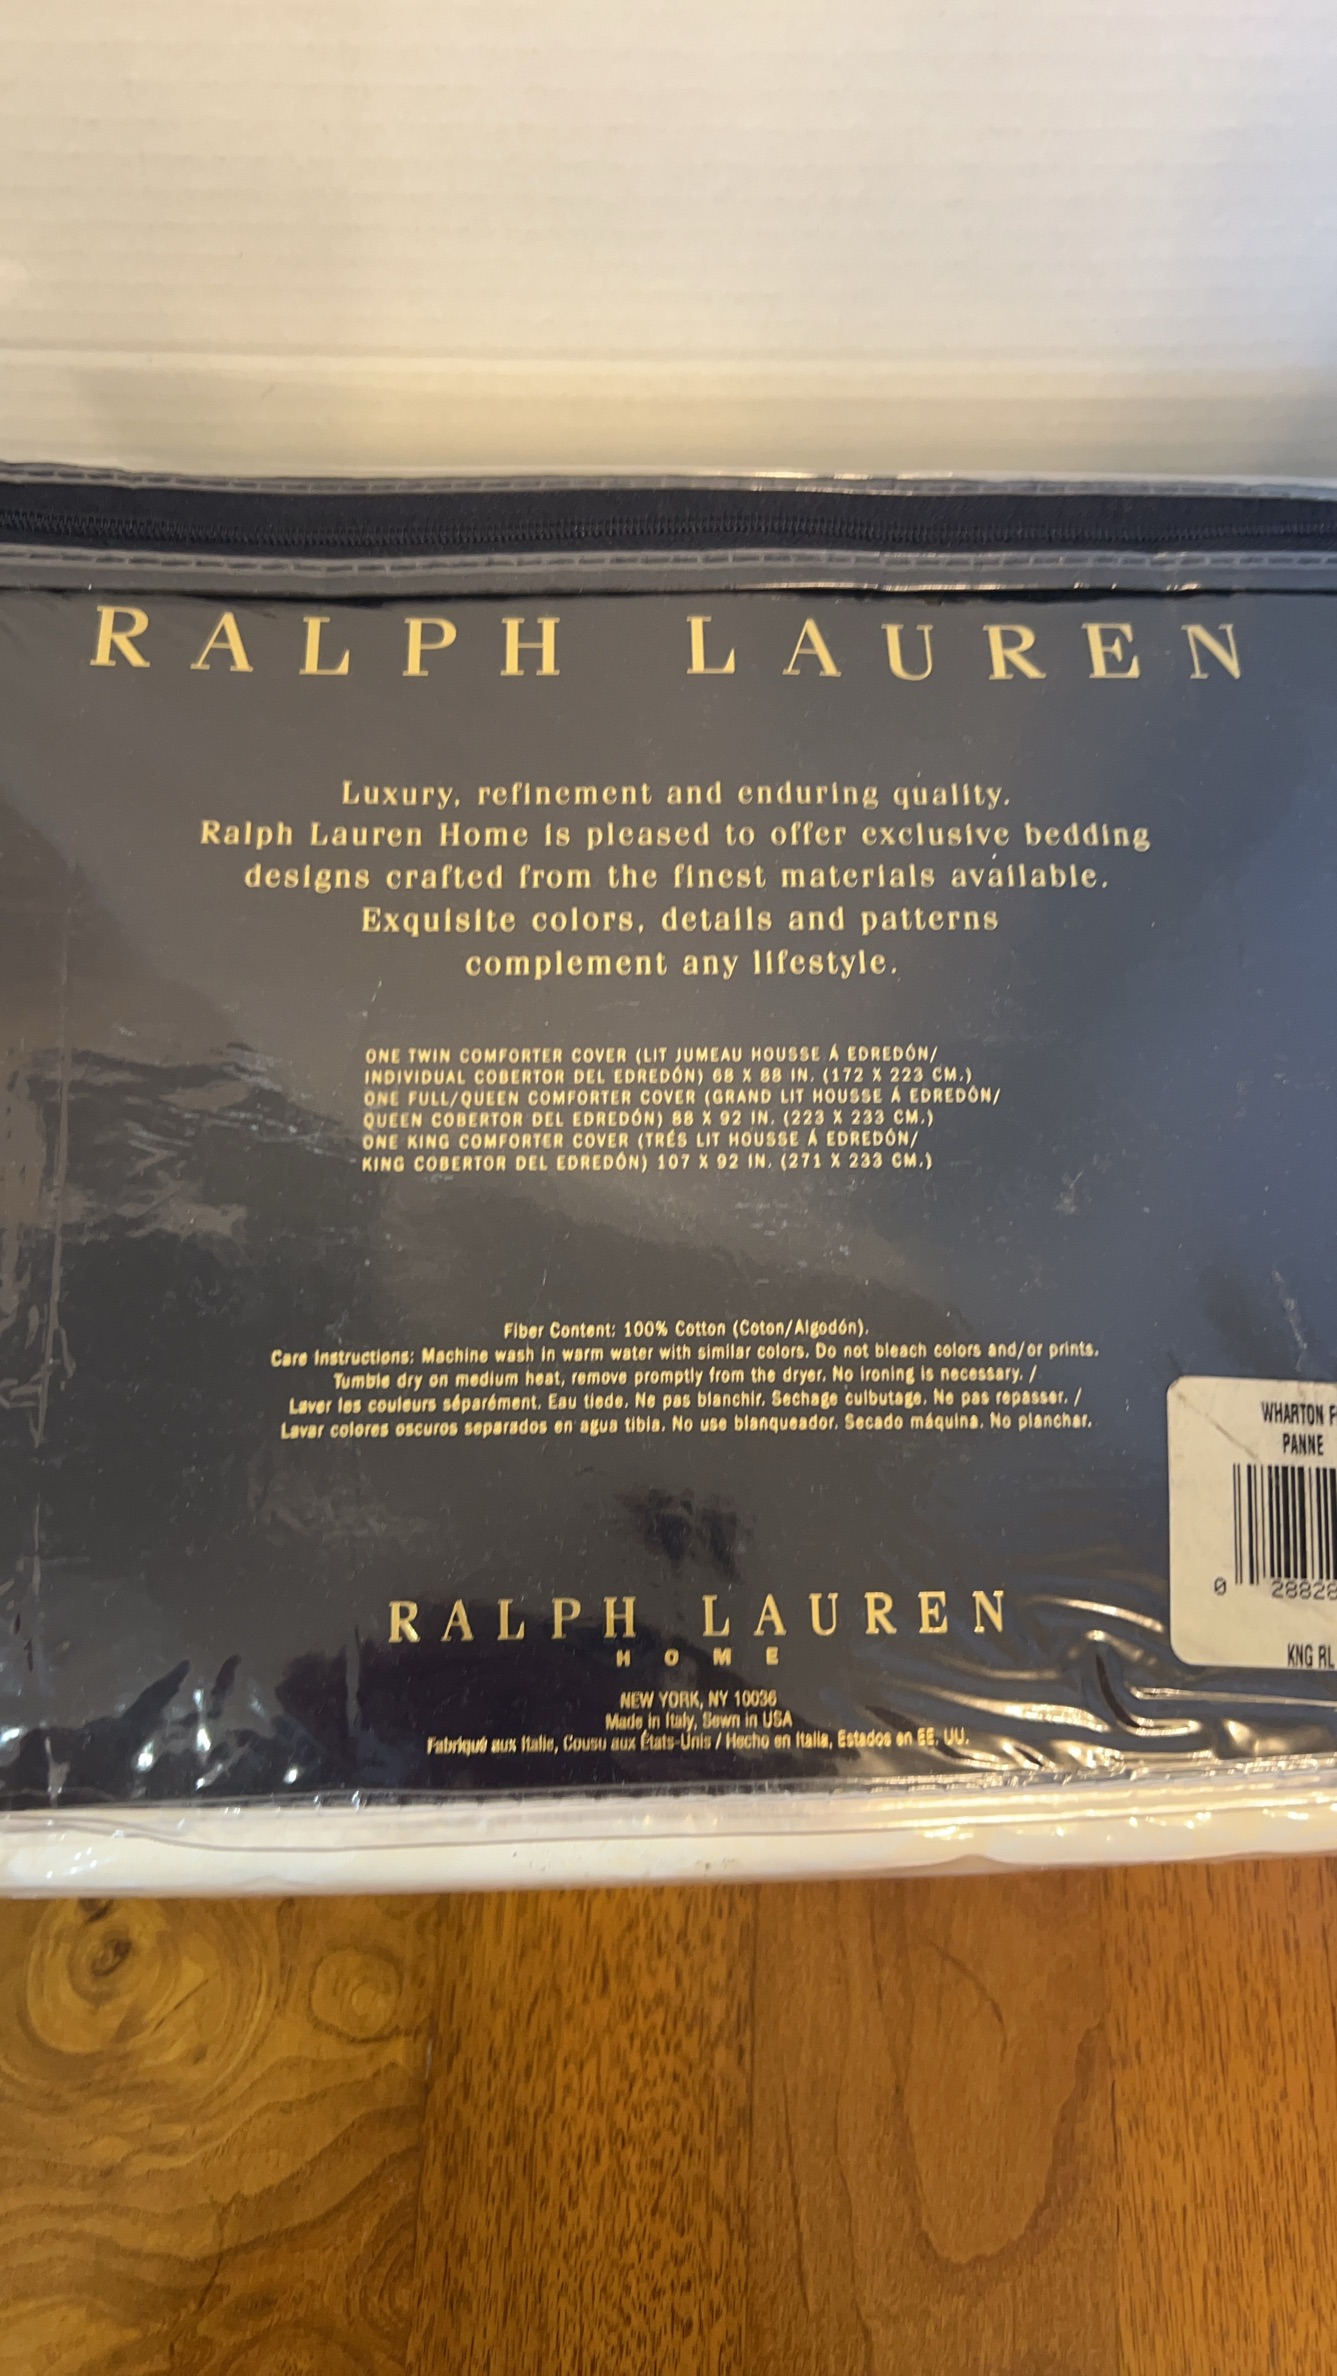 RALPH LAUREN
Luxury, refinement and enduring quality.
Ralph Lauren Home is pleased to offer exclusive bedding
designs crafted from the finest materials available.
Exquisite colors, details and patterns
complement any lifestyle.
ONE TWIN COMFORTER COVER (LIT JUMEAU HOUSSE Á EDREDÓN/
INDIVIDUAL COBERTOR DEL EDREDÓN) 68 X 88 IN. (172 X 223 CM.)
ONE FULL/QUEEN COMFORTER COVER (GRAND LIT HOUSSE Á EDREDÓN/
QUEEN COBERTOR DEL EDREDÓN) 88 X 92 IN. (223 X 233 CM.)
ONE KING COMFORTER COVER (TRÉS LIT HOUSSE Á EDREDÓN/
KING COBERTOR DEL EDREDÓN) 107 X 92 IN. (271 X 233 CM.)
Fiber Content: 100% Cotton (Coton/Algodón).
Care Instructions: Machine wash in warm water with similar colors. Do not bleach colors and/or prints.
Tumble dry on medium heat, remove promptly from the dryer. No ironing is necessary. /
Laver les couleurs séparément. Eau tiede. Ne pas blanchir. Sechage culbutage. Ne pas repasser. /
Lavar colores oscuros separados en agua tibia. No use blanqueador. Secado máquina. No planchar.
WHARTON
PANNE
0 28828
KNG RL
RALPH LAUREN
HOME
NEW YORK, NY 10036
Made in Italy, Sewn in USA
Fabriqué aux Italie, Cousu aux États-Unis / Hecho en Italia, Estados en EE. UU.